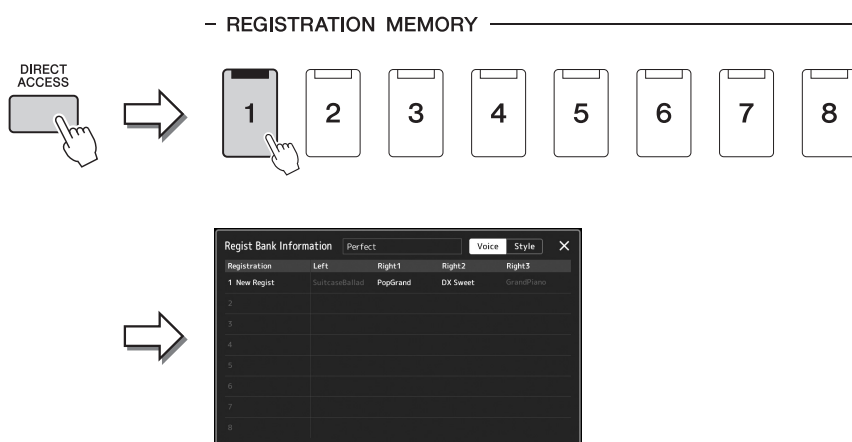 REGISTRATION MEMORY
DIRECT
ACCESS
1 2 3 4 5 6 7 8
Regist Bank Information Perfect Voice Style
Registration Left Right1 Right2 Right3
1 New Regist SuitcaseBallad PopGrand DX Sweet GrandPiano
2
3
4
5
6
7
8